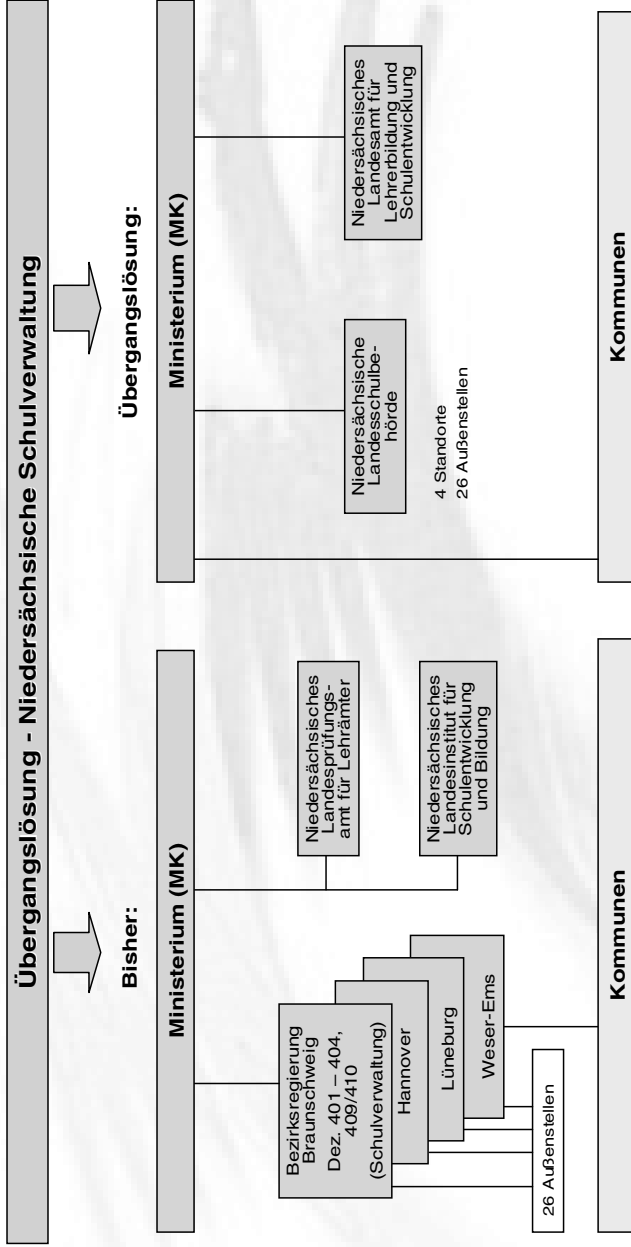 Übergangslösung - Niedersächsische Schulverwaltung
Bisher:
Ministerium (MK)
Bezirksregierung
Braunschweig
Dez. 401 – 404,
409/410
(Schulverwaltung)
Hannover
Lüneburg
Weser-Ems
26 Außenstellen
Niedersächsisches
Landesprüfungs-
amt für Lehrämter
Niedersächsisches
Landesinstitut für
Schulentwicklung
und Bildung
Kommunen
Übergangslösung:
Ministerium (MK)
Niedersächsische
Landesschulbe-
hörde
4 Standorte
26 Außenstellen
Niedersächsisches
Landesamt für
Lehrerbildung und
Schulentwicklung
Kommunen